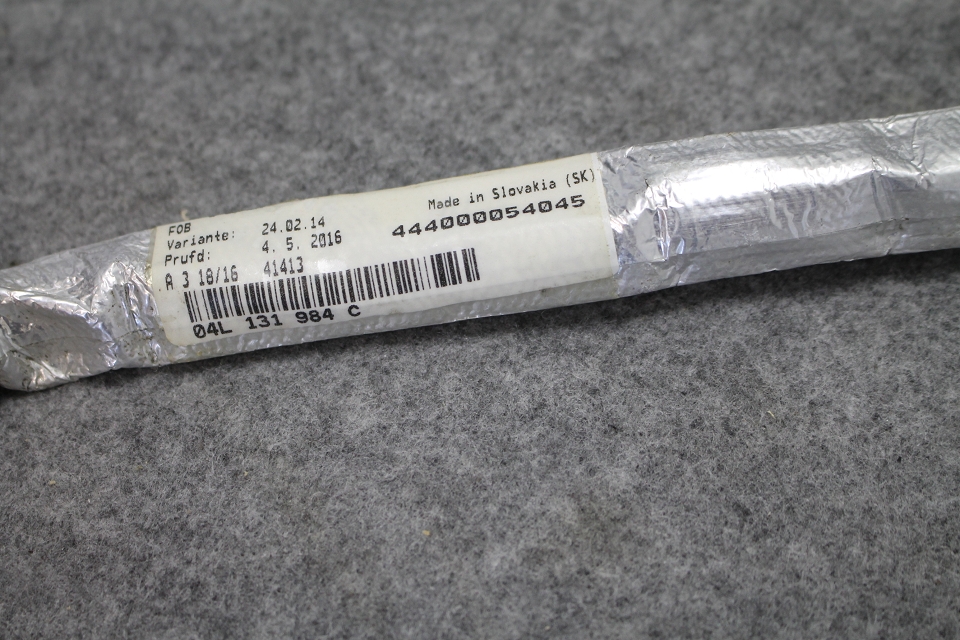 FOB
Variante: 24.02.14
Prufd: 4. 5. 2016
A 3 18/16 41413
Made in Slovakia (SK)
444000054045
04L 131 984 C